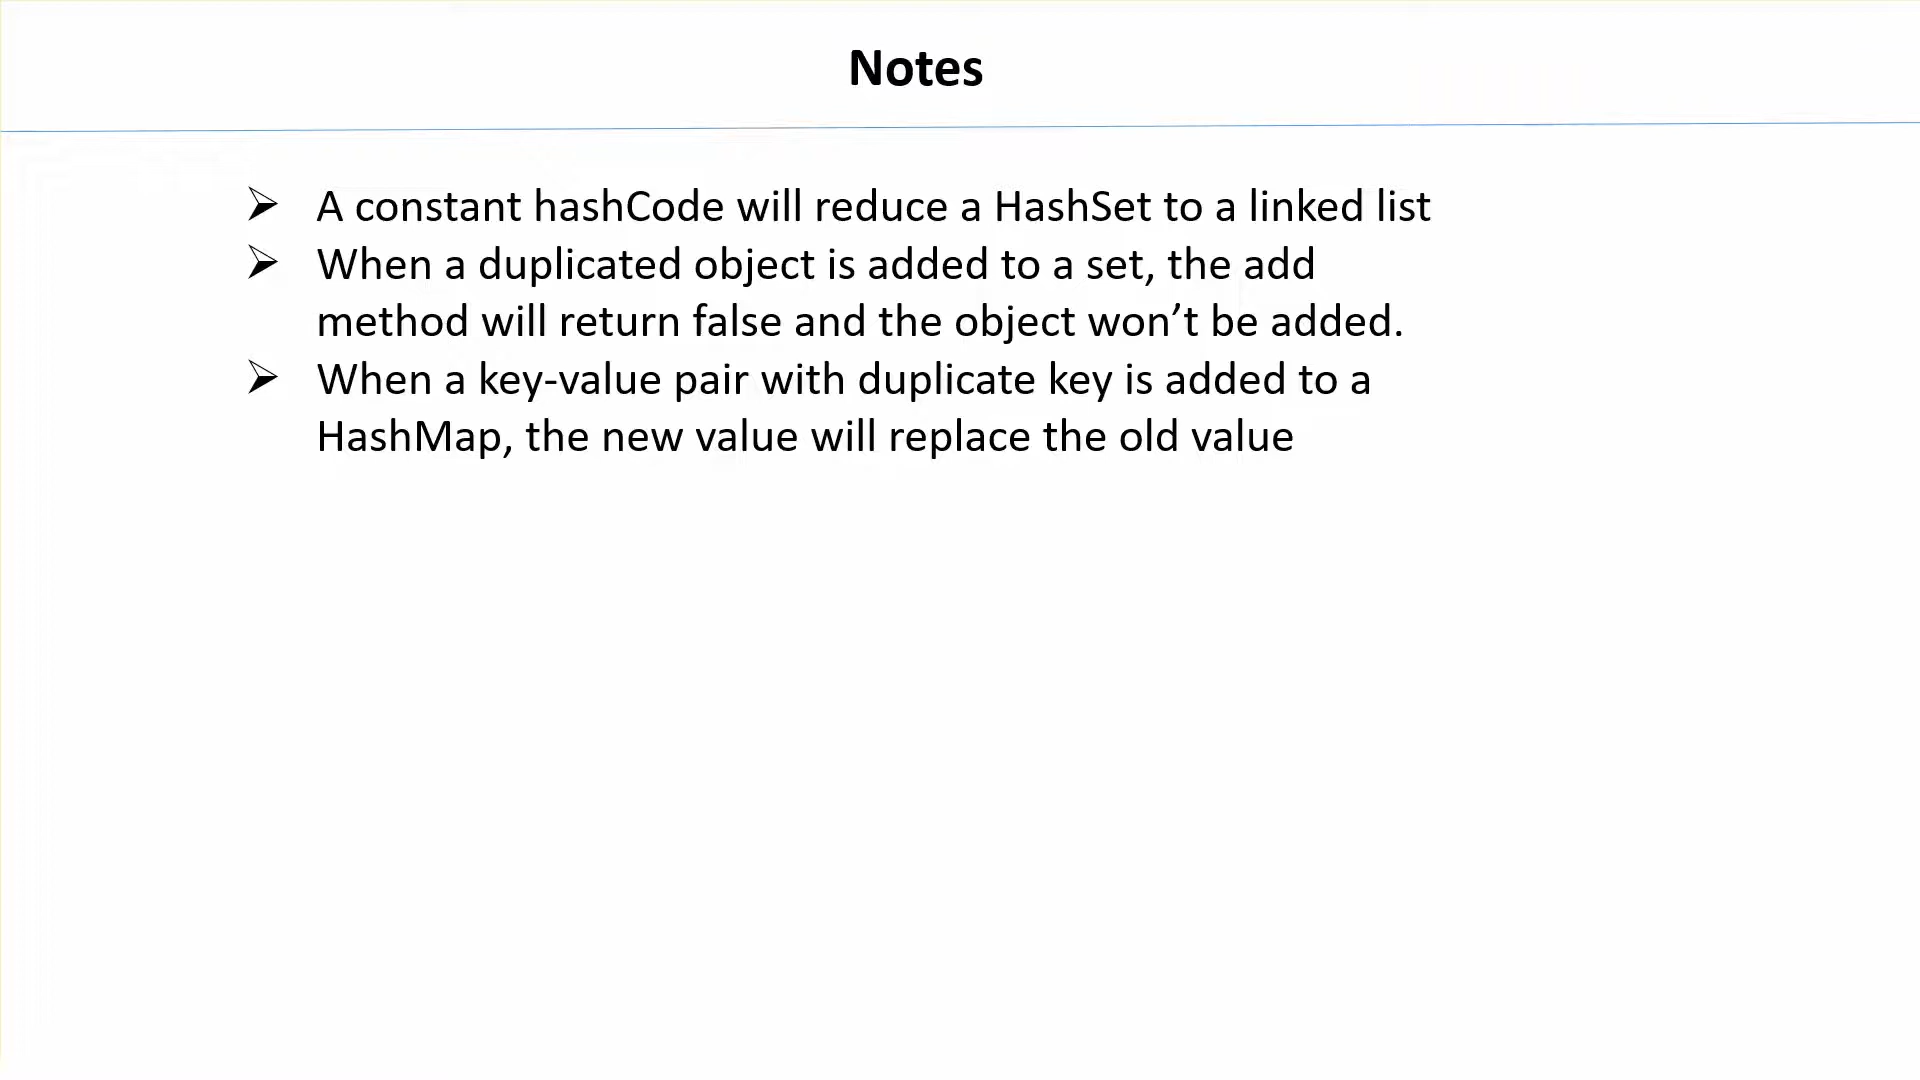 Notes
➢ A constant hashCode will reduce a HashSet to a linked list
➢ When a duplicated object is added to a set, the add
method will return false and the object won’t be added.
➢ When a key-value pair with duplicate key is added to a
HashMap, the new value will replace the old value